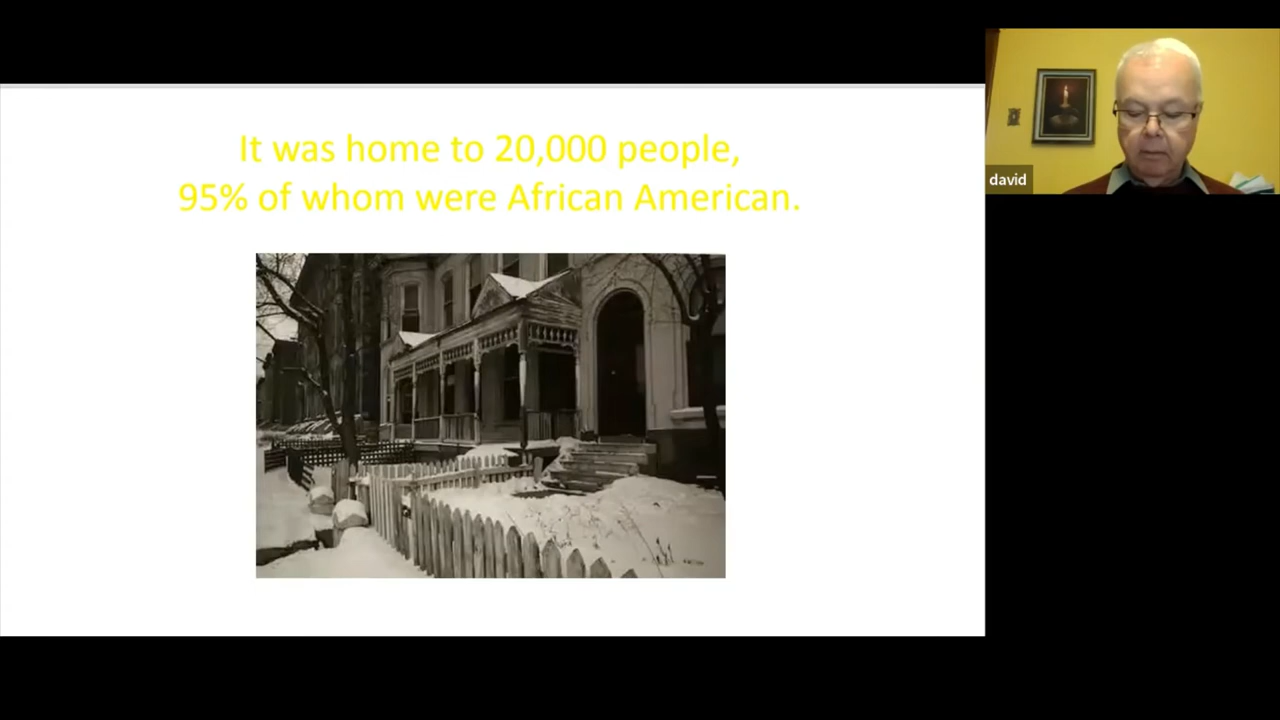 It was home to 20,000 people,
95% of whom were African American.
david